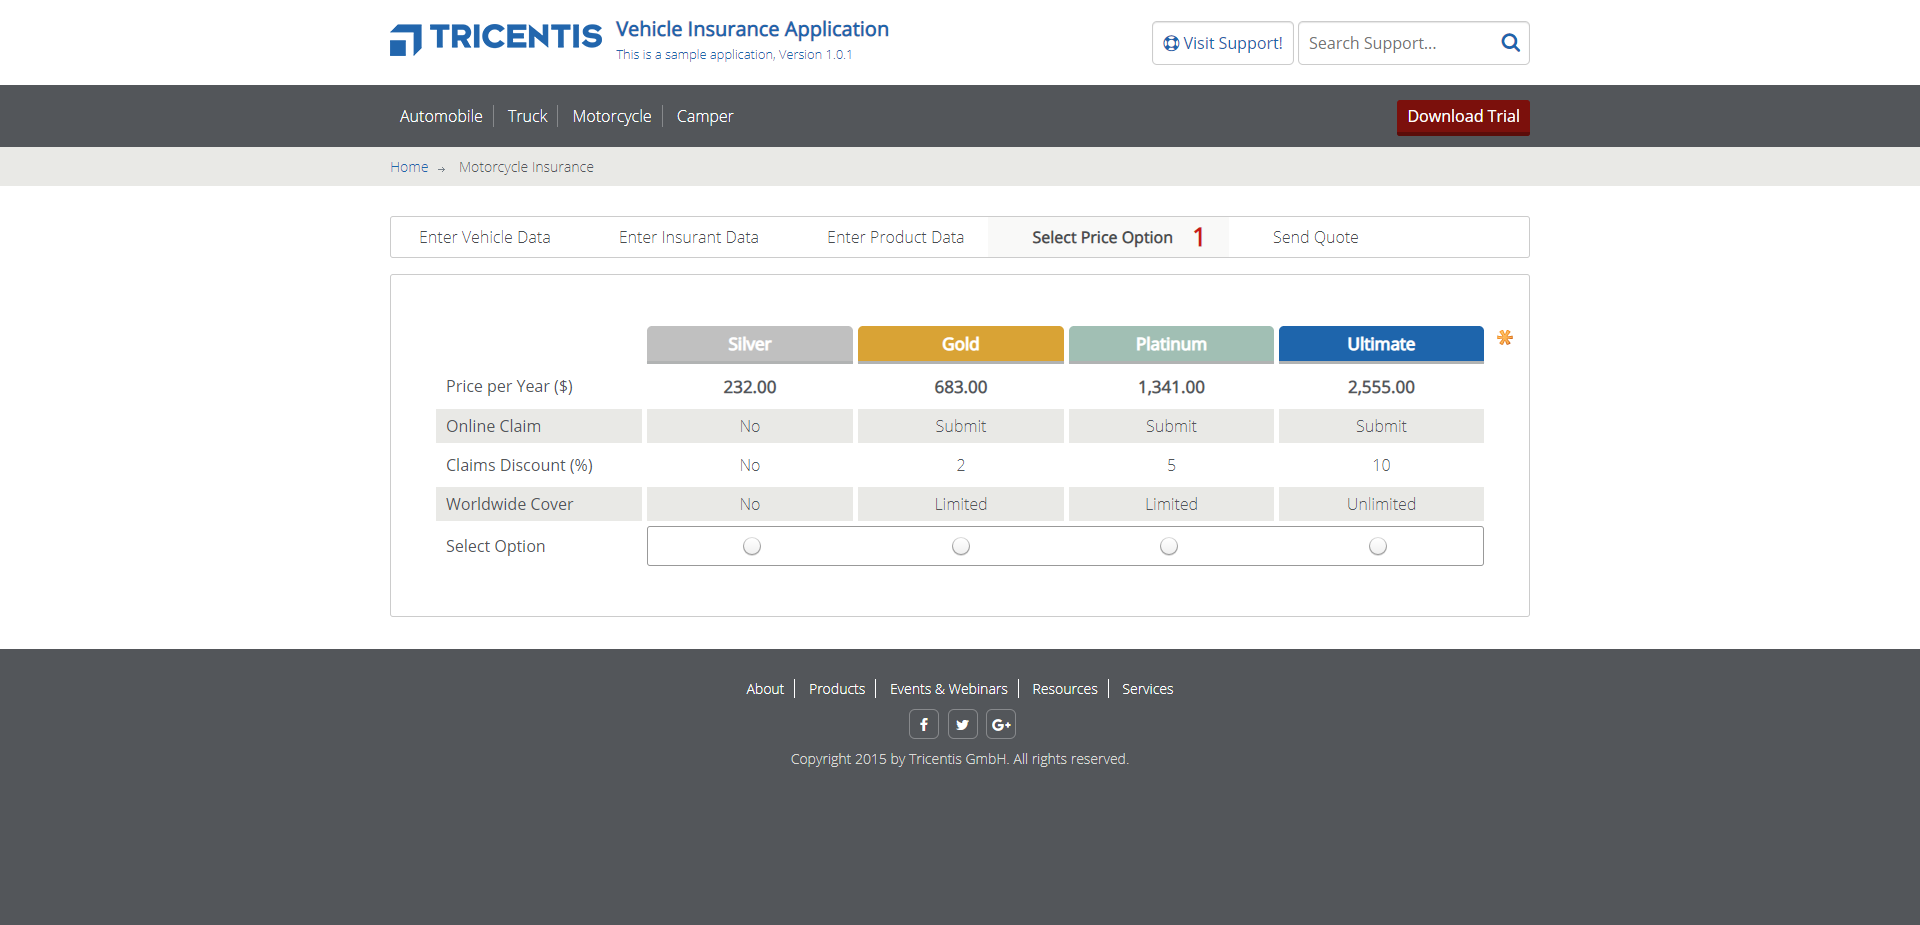 TRICENTIS Vehicle Insurance Application
This is a sample application, Version 1.0.1
Visit Support! Search Support...
Automobile Truck Motorcycle Camper Download Trial
Home → Motorcycle Insurance
Enter Vehicle Data Enter Insurant Data Enter Product Data Select Price Option 1 Send Quote
Silver Gold Platinum Ultimate
Price per Year ($) 232.00 683.00 1,341.00 2,555.00
Online Claim No Submit Submit Submit
Claims Discount (%) No 2 5 10
Worldwide Cover No Limited Limited Unlimited
Select Option
About Products Events & Webinars Resources Services
f G+
Copyright 2015 by Tricentis GmbH. All rights reserved.